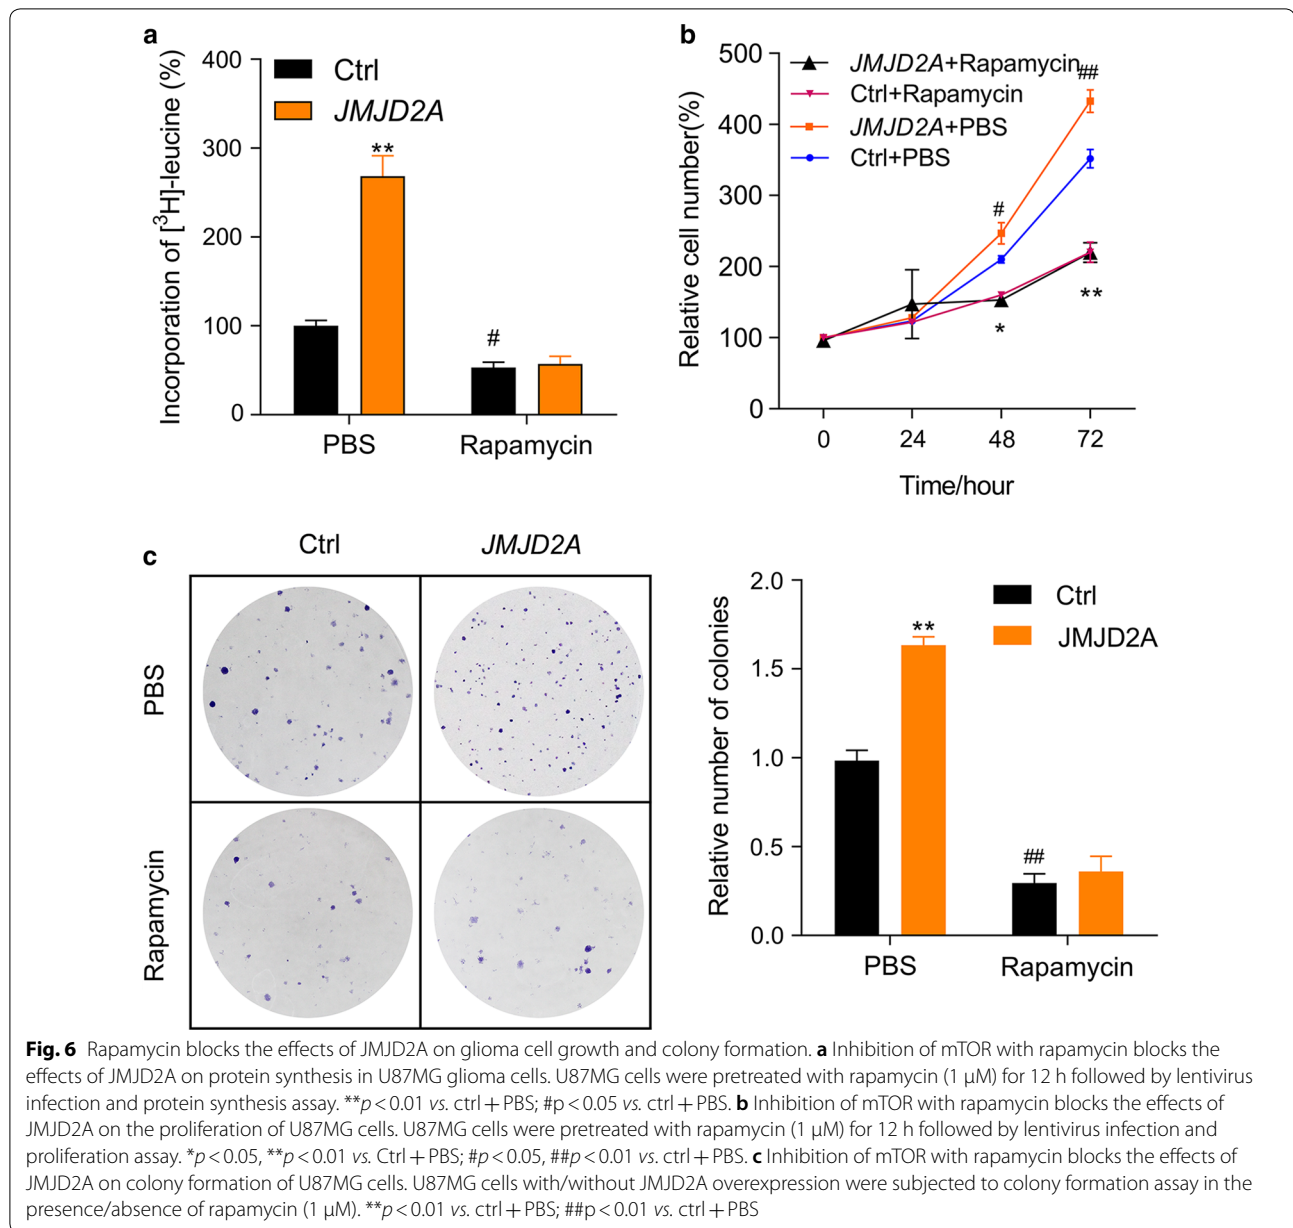 a
400
300
200
100
0
Incorporation of [³H]-leucine (%)
Ctrl
JMJD2A
**
#
PBS
Rapamycin
b
500
400
300
200
100
0
Relative cell number(%)
JMJD2A+Rapamycin
Ctrl+Rapamycin
JMJD2A+PBS
Ctrl+PBS
##
#
*
**
0
24
48
72
Time/hour
c
Ctrl
JMJD2A
PBS
Rapamycin
2.0
1.5
1.0
0.5
0.0
Relative number of colonies
Ctrl
JMJD2A
**
##
PBS
Rapamycin
Fig. 6 Rapamycin blocks the effects of JMJD2A on glioma cell growth and colony formation. a Inhibition of mTOR with rapamycin blocks the
effects of JMJD2A on protein synthesis in U87MG glioma cells. U87MG cells were pretreated with rapamycin (1 μM) for 12 h followed by lentivirus
infection and protein synthesis assay. **p < 0.01 vs. ctrl + PBS; #p < 0.05 vs. ctrl + PBS. b Inhibition of mTOR with rapamycin blocks the effects of
JMJD2A on the proliferation of U87MG cells. U87MG cells were pretreated with rapamycin (1 μM) for 12 h followed by lentivirus infection and
proliferation assay. *p < 0.05, **p < 0.01 vs. Ctrl + PBS; #p < 0.05, ##p < 0.01 vs. ctrl + PBS. c Inhibition of mTOR with rapamycin blocks the effects of
JMJD2A on colony formation of U87MG cells. U87MG cells with/without JMJD2A overexpression were subjected to colony formation assay in the
presence/absence of rapamycin (1 μM). **p < 0.01 vs. ctrl + PBS; ##p < 0.01 vs. ctrl + PBS